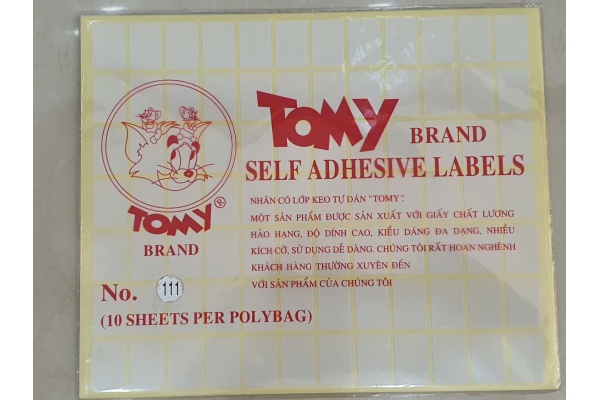 TOMY BRAND
SELF ADHESIVE LABELS
NHÃN CÓ LỚP KEO TỰ DÁN "TOMY".
MỘT SẢN PHẨM ĐƯỢC SẢN XUẤT VỚI GIẤY CHẤT LƯỢNG
HẢO HẠNG, ĐỘ DÍNH CAO, KIỂU DÁNG ĐA DẠNG, NHIỀU
KÍCH CỠ, SỬ DỤNG DỄ DÀNG. CHÚNG TÔI RẤT HOAN NGHÊNH
KHÁCH HÀNG THƯỜNG XUYÊN ĐẾN
VỚI SẢN PHẨM CỦA CHÚNG TÔI
TOMY®
BRAND
No. 111
(10 SHEETS PER POLYBAG)